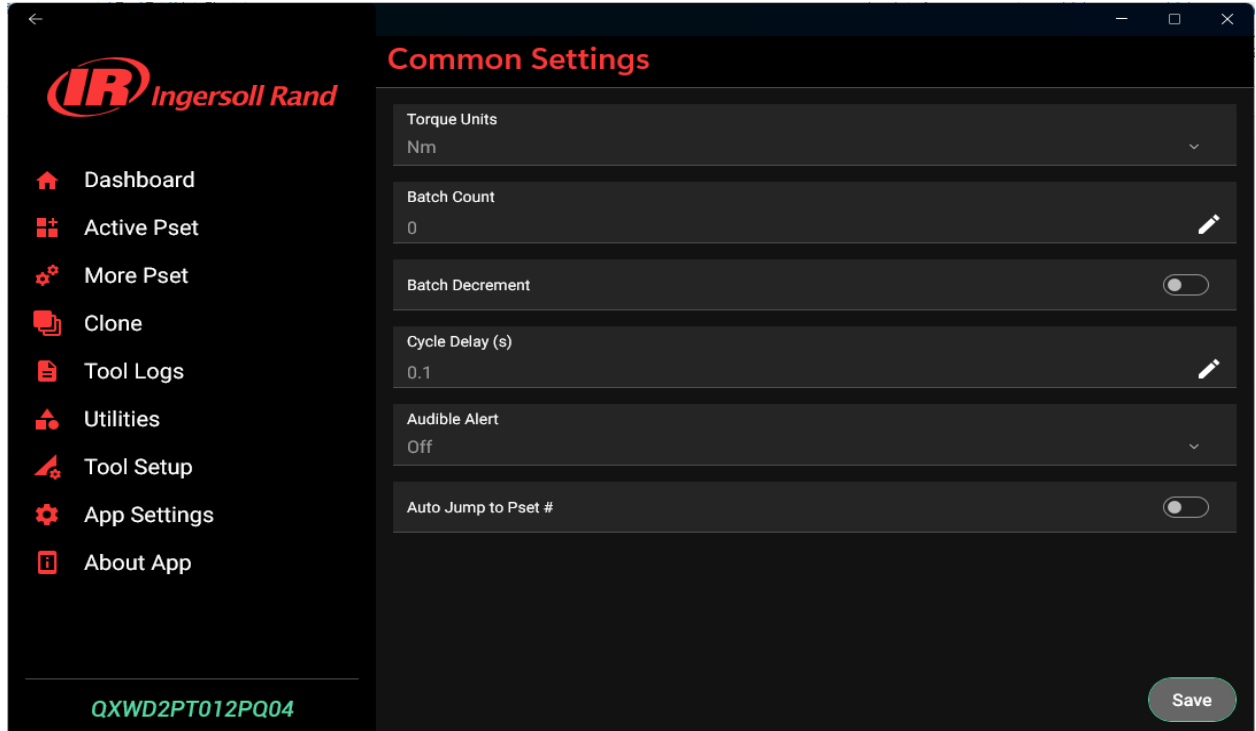 IR Ingersoll Rand
Dashboard
Active Pset
More Pset
Clone
Tool Logs
Utilities
Tool Setup
App Settings
About App
QXWD2PT012PQ04
Common Settings
Torque Units
Nm
Batch Count
0
Batch Decrement
Cycle Delay (s)
0.1
Audible Alert
Off
Auto Jump to Pset #
Save